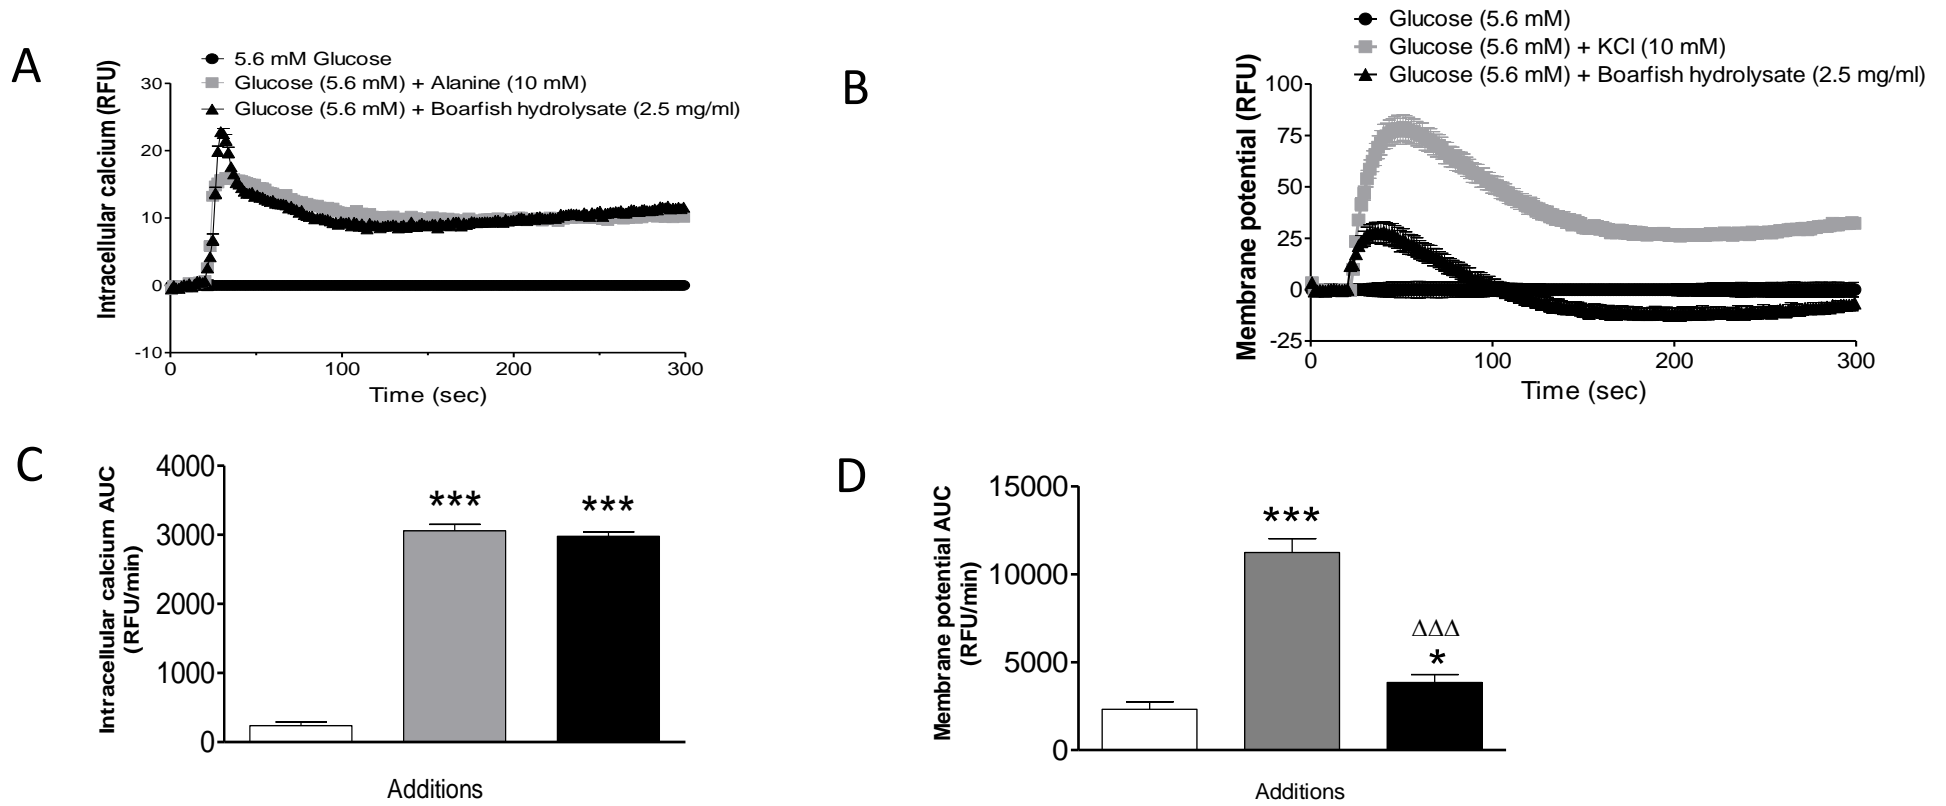 A
5.6 mM Glucose
Glucose (5.6 mM) + Alanine (10 mM)
Glucose (5.6 mM) + Boarfish hydrolysate (2.5 mg/ml)
Intracellular calcium (RFU)
30
20
10
0
-10
0 100 200 300
Time (sec)
B
Glucose (5.6 mM)
Glucose (5.6 mM) + KCl (10 mM)
Glucose (5.6 mM) + Boarfish hydrolysate (2.5 mg/ml)
Membrane potential (RFU)
100
75
50
25
0
-25
0 100 200 300
Time (sec)
C
Intracellular calcium AUC
(RFU/min)
4000
3000
2000
1000
0
*** ***
Additions
D
Membrane potential AUC
(RFU/min)
15000
10000
5000
0
***
ΔΔΔ
*
Additions